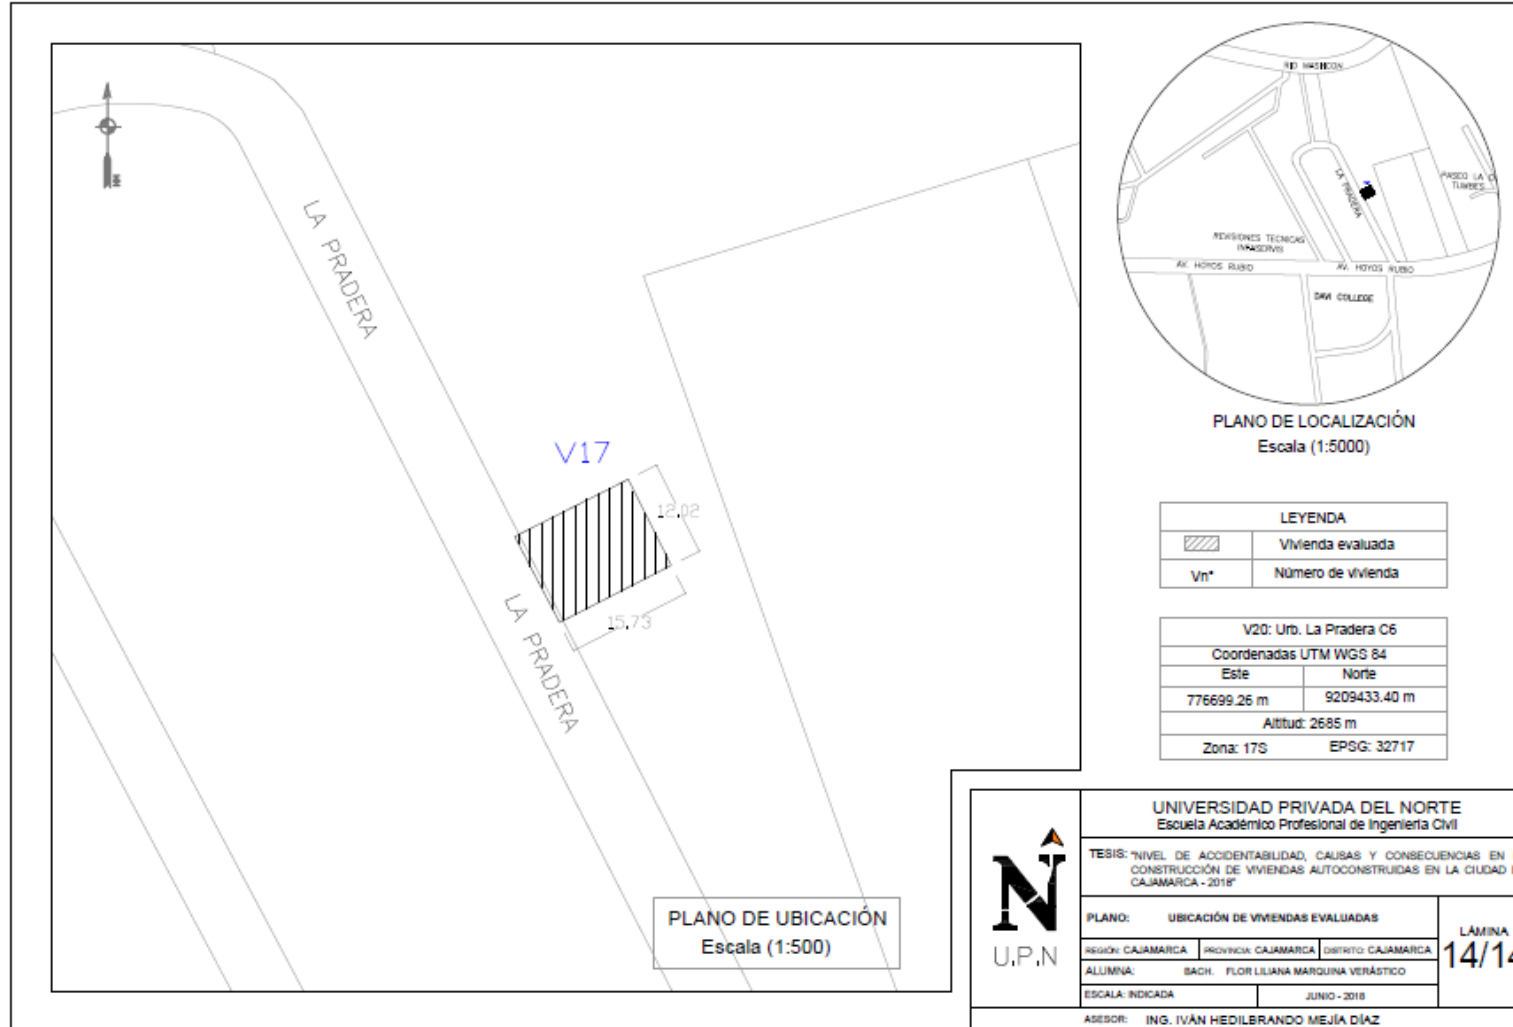 LA PRADERA
V17
12.02
15.73
LA PRADERA
PLANO DE UBICACIÓN
Escala (1:500)
RIO MASHCON
LA PRADERA
PASEO LA
TUMBES
REVISIONES TECNICAS
AV. HOYOS RUBIO
AV. HOYOS RUBIO
DAVI COLLEGE
PLANO DE LOCALIZACIÓN
Escala (1:5000)
LEYENDA
Vivienda evaluada
Vn° Número de vivienda
V20: Urb. La Pradera C6
Coordenadas UTM WGS 84
Este Norte
776699.26 m 9209433.40 m
Altitud: 2685 m
Zona: 17S EPSG: 32717
U.P.N
UNIVERSIDAD PRIVADA DEL NORTE
Escuela Académico Profesional de Ingeniería Civil
TESIS: "NIVEL DE ACCIDENTABILIDAD, CAUSAS Y CONSECUENCIAS EN
CONSTRUCCIÓN DE VIVIENDAS AUTOCONSTRUIDAS EN LA CIUDAD
CAJAMARCA - 2018"
PLANO: UBICACIÓN DE VIVIENDAS EVALUADAS
LÁMINA
14/14
REGIÓN: CAJAMARCA PROVINCIA: CAJAMARCA DISTRITO: CAJAMARCA
ALUMNA: BACH. FLOR LILIANA MARQUINA VERÁSTICO
ESCALA: INDICADA JUNIO - 2018
ASESOR: ING. IVÁN HEDILBRANDO MEJÍA DÍAZ